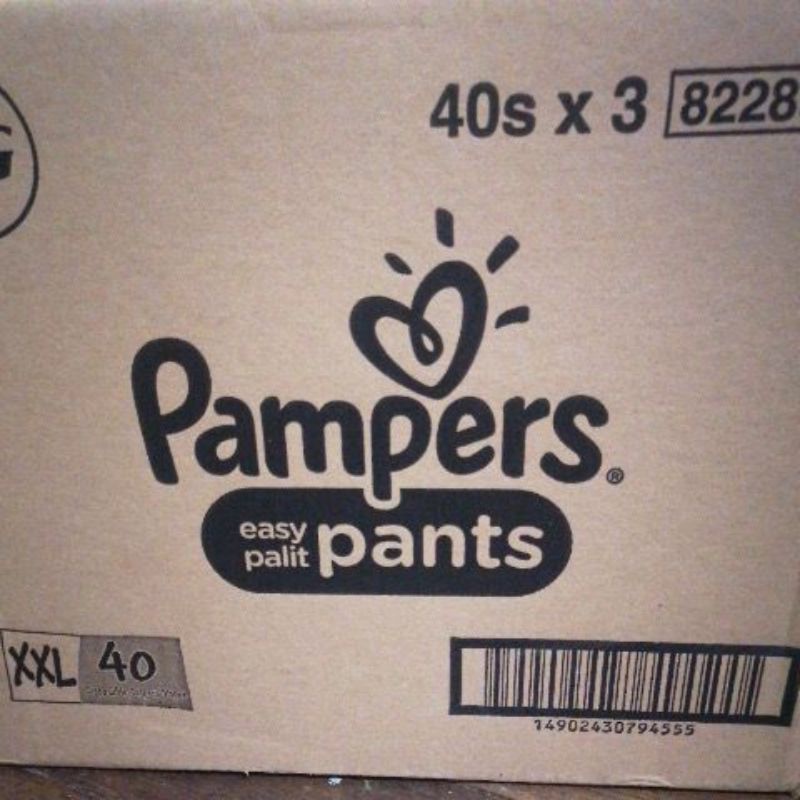 40s x 3 8228
G
Pampers®
easy
palit pants
XXL 40
14902430794555